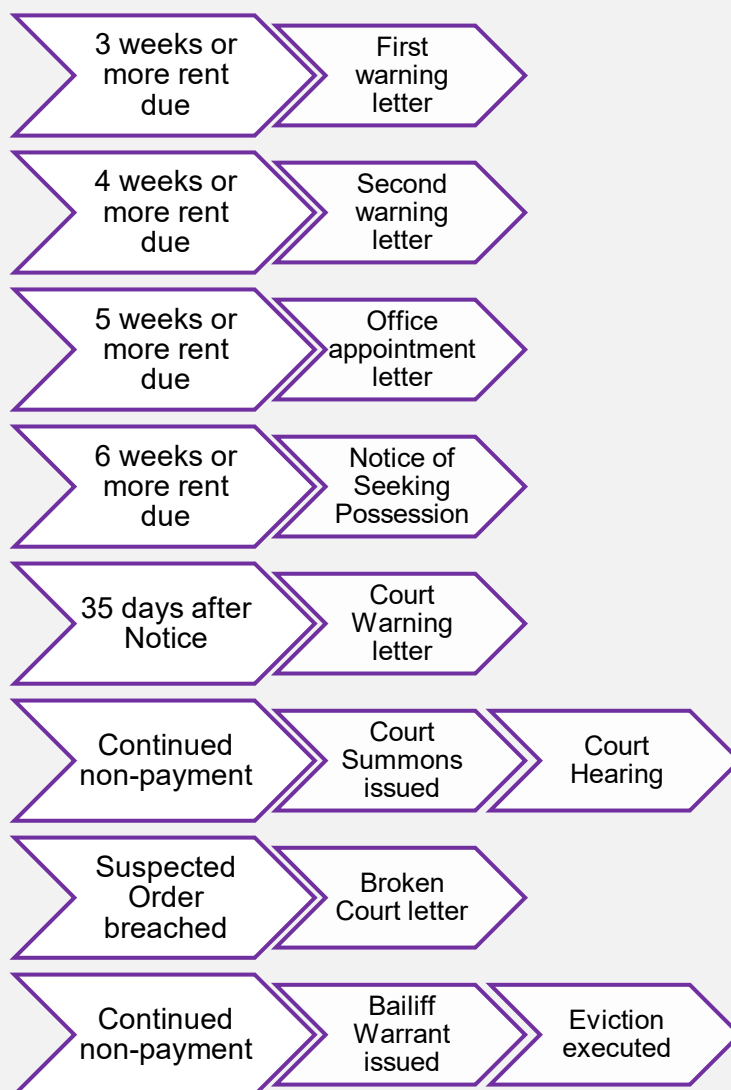 3 weeks or
more rent
due
First
warning
letter
4 weeks or
more rent
due
Second
warning
letter
5 weeks or
more rent
due
Office
appointment
letter
6 weeks or
more rent
due
Notice of
Seeking
Possession
35 days after
Notice
Court
Warning
letter
Continued
non-payment
Court
Summons
issued
Court
Hearing
Suspected
Order
breached
Broken
Court letter
Continued
non-payment
Bailiff
Warrant
issued
Eviction
executed